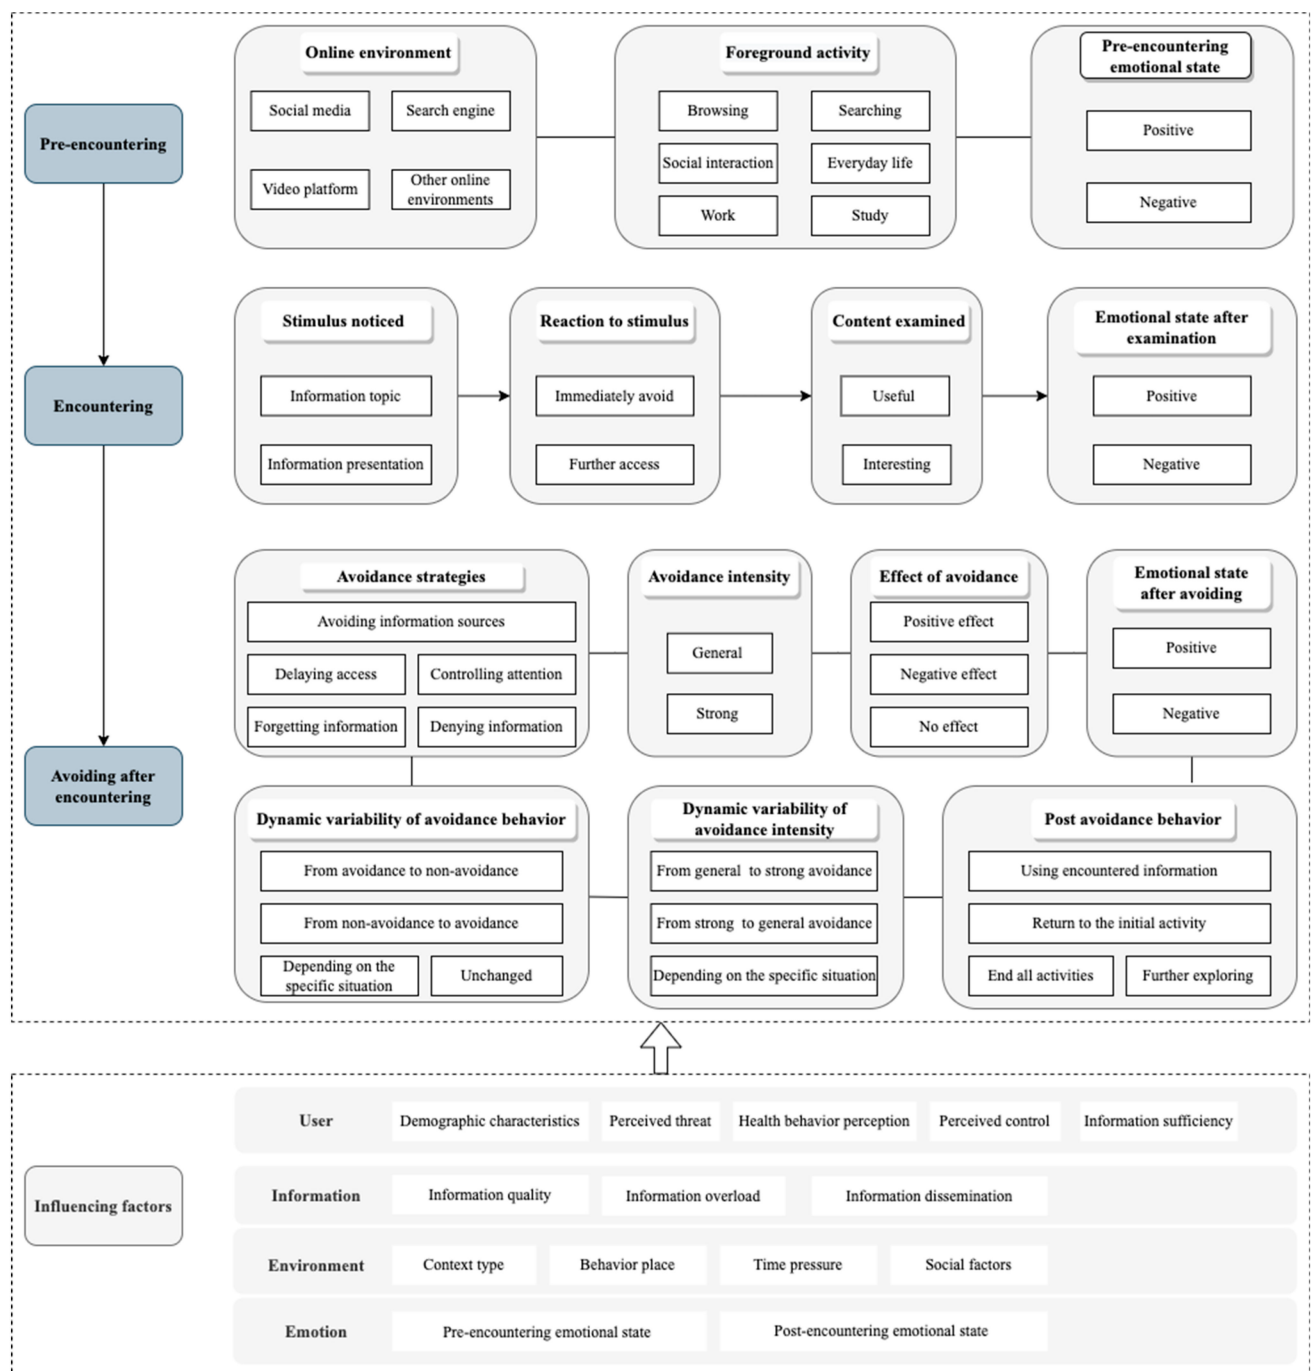 Pre-encountering
Online environment
Social media
Search engine
Video platform
Other online
environments
Foreground activity
Browsing
Searching
Social interaction
Everyday life
Work
Study
Pre-encountering
emotional state
Positive
Negative
Encountering
Stimulus noticed
Information topic
Information presentation
Reaction to stimulus
Immediately avoid
Further access
Content examined
Useful
Interesting
Emotional state after
examination
Positive
Negative
Avoiding after
encountering
Avoidance strategies
Avoiding information sources
Delaying access
Controlling attention
Forgetting information
Denying information
Avoidance intensity
General
Strong
Effect of avoidance
Positive effect
Negative effect
No effect
Emotional state
after avoiding
Positive
Negative
Dynamic variability of avoidance behavior
From avoidance to non-avoidance
From non-avoidance to avoidance
Depending on the
specific situation
Unchanged
Dynamic variability of
avoidance intensity
From general to strong avoidance
From strong to general avoidance
Depending on the specific situation
Post avoidance behavior
Using encountered information
Return to the initial activity
End all activities
Further exploring
Influencing factors
User
Demographic characteristics
Perceived threat
Health behavior perception
Perceived control
Information sufficiency
Information
Information quality
Information overload
Information dissemination
Environment
Context type
Behavior place
Time pressure
Social factors
Emotion
Pre-encountering emotional state
Post-encountering emotional state